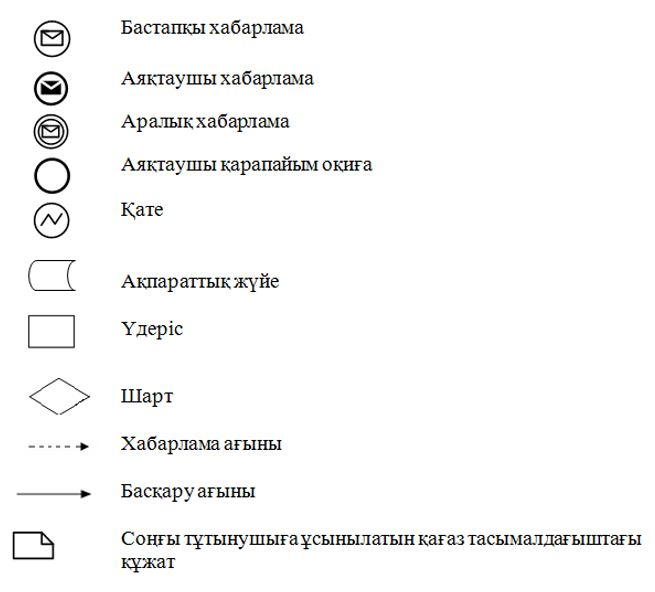 Бастапқы хабарлама
Аяқтаушы хабарлама
Аралық хабарлама
Аяқтаушы қарапайым оқиға
Қате
Ақпараттық жүйе
Үдеріс
Шарт
Хабарлама ағыны
Басқару ағыны
Соңғы тұтынушыға ұсынылатын қағаз тасымалдағыштағы
құжат